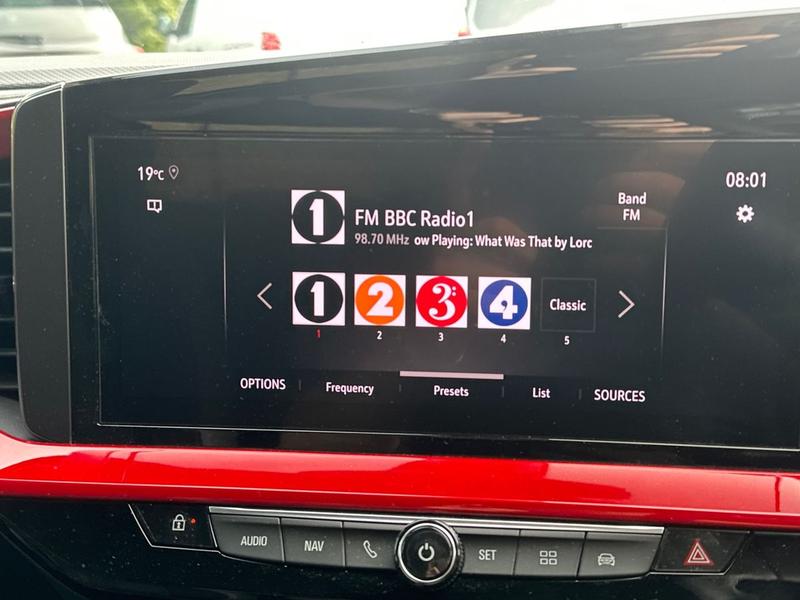 19°C
08:01
1
FM BBC Radio1
98.70 MHz ow Playing: What Was That by Lorc
Band
FM
1 2 3: 4 Classic
1 2 3 4 5
OPTIONS Frequency Presets List SOURCES
AUDIO NAV SET